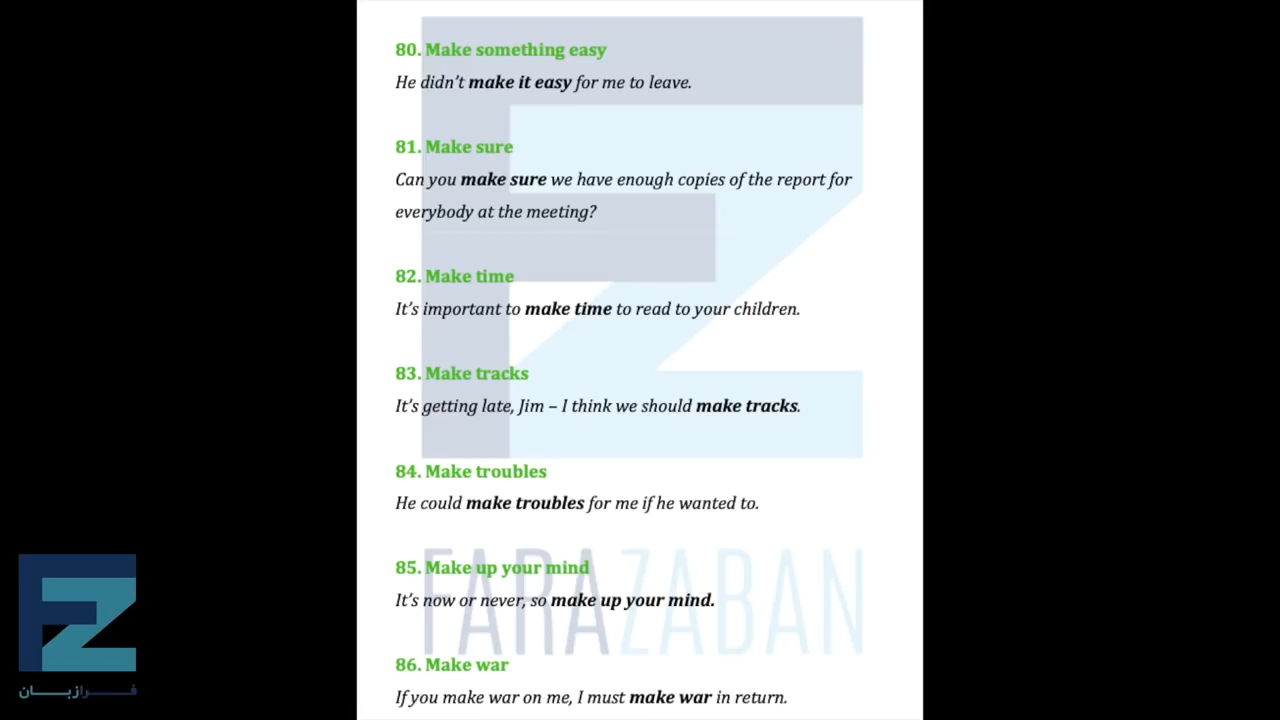 80. Make something easy
He didn’t make it easy for me to leave.
81. Make sure
Can you make sure we have enough copies of the report for
everybody at the meeting?
82. Make time
It’s important to make time to read to your children.
83. Make tracks
It’s getting late, Jim – I think we should make tracks.
84. Make troubles
He could make troubles for me if he wanted to.
85. Make up your mind
It’s now or never, so make up your mind.
86. Make war
If you make war on me, I must make war in return.
FARAZABAN
FZ
فرازبان